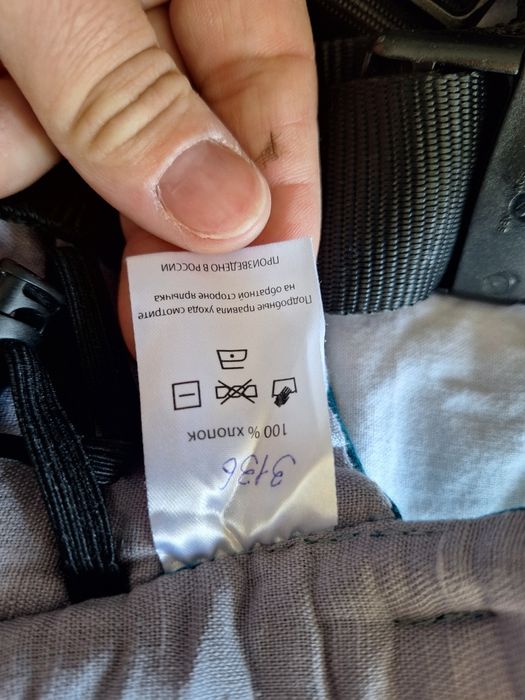 3136
100 % ХЛОПОК
Подробные правила ухода смотрите
на обратной стороне ярлычка
ПРОИЗВЕДЕНО В РОССИИ